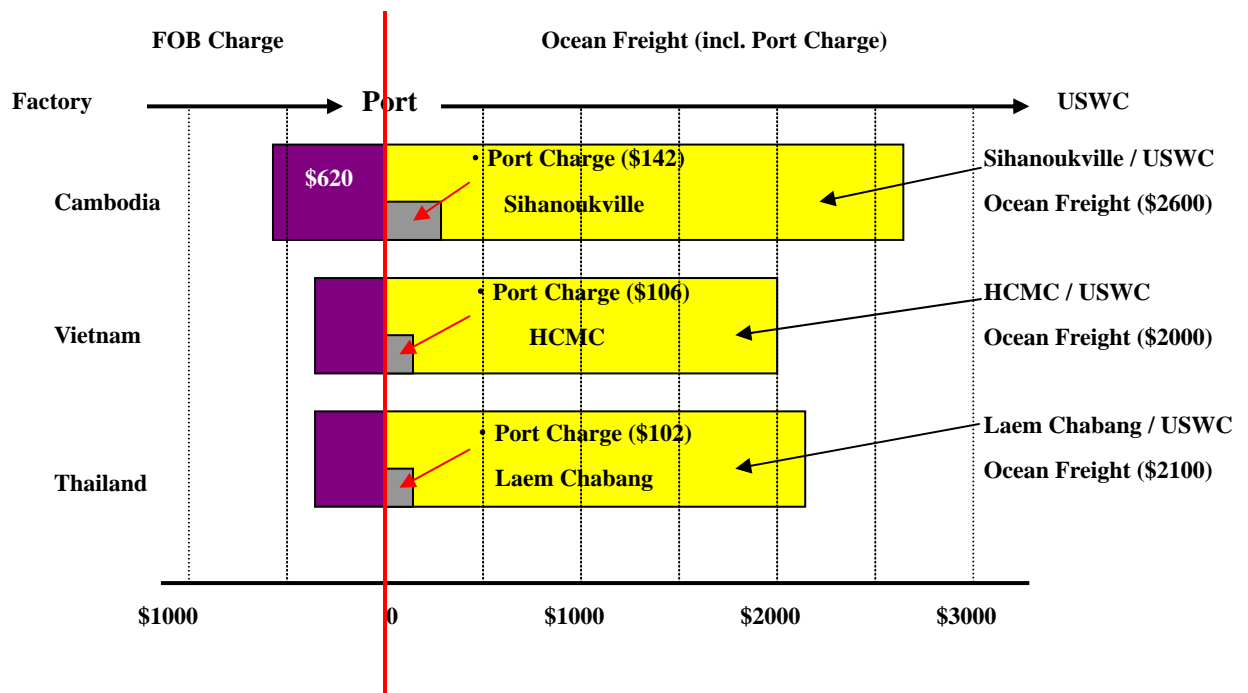 FOB Charge
Ocean Freight (incl. Port Charge)
Factory
Port
USWC
Cambodia
$620
• Port Charge ($142)
Sihanoukville
Sihanoukville / USWC
Ocean Freight ($2600)
Vietnam
• Port Charge ($106)
HCMC
HCMC / USWC
Ocean Freight ($2000)
Thailand
• Port Charge ($102)
Laem Chabang
Laem Chabang / USWC
Ocean Freight ($2100)
$1000
0
$1000
$2000
$3000